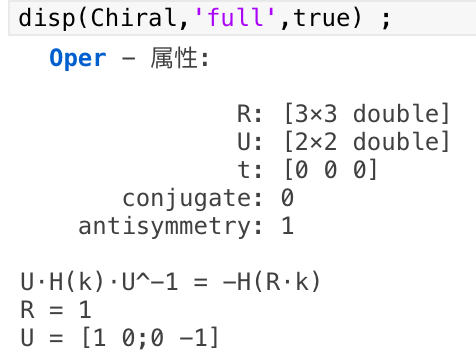 disp(Chiral,'full',true) ;
Oper – 属性:
R: [3×3 double]
U: [2×2 double]
t: [0 0 0]
conjugate: 0
antisymmetry: 1
U·H(k)·U^-1 = -H(R·k)
R = 1
U = [1 0;0 -1]